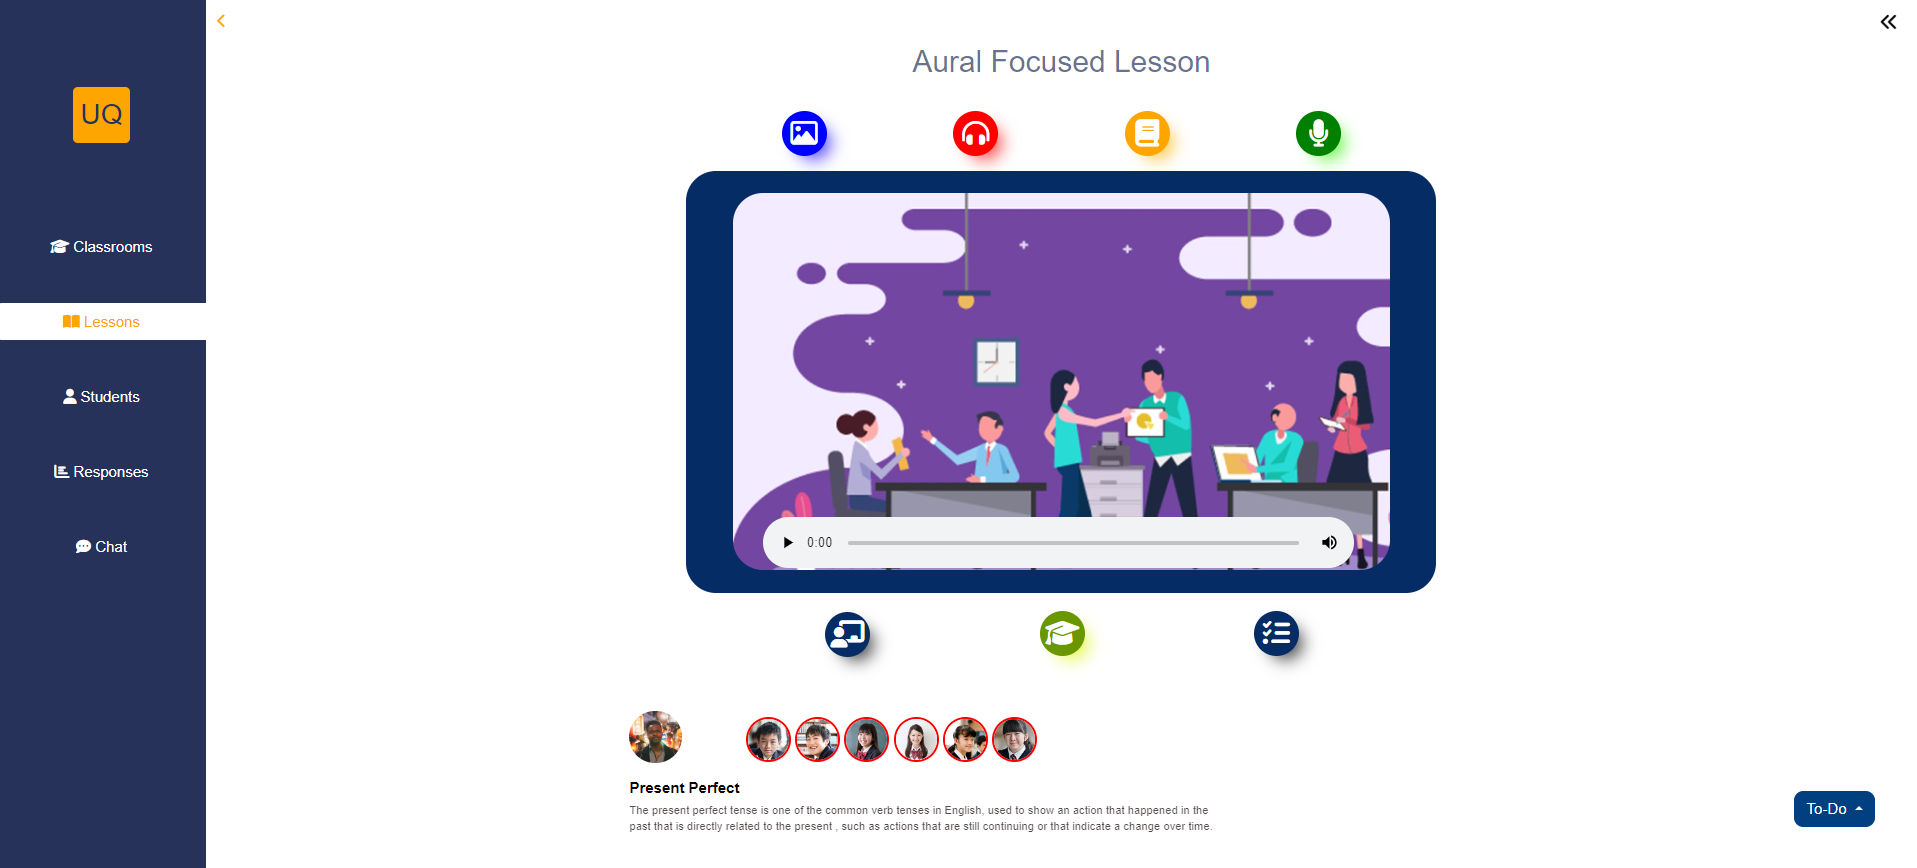 Aural Focused Lesson
UQ
Classrooms
Lessons
Students
Responses
Chat
0:00
Present Perfect
The present perfect tense is one of the common verb tenses in English, used to show an action that happened in the
past that is directly related to the present , such as actions that are still continuing or that indicate a change over time.
To-Do